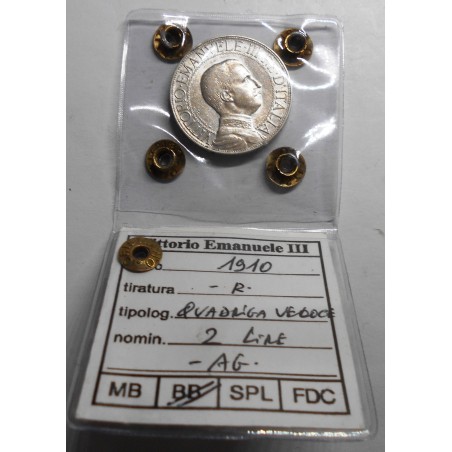 VITTORIO EMANUELE III RE D'ITALIA
ittorio Emanuele III
o 1910
tiratura - R.
tipolog. QUADRIGA VELOCE
nomin. 2 LIRE
- AG.
MB BB SPL FDC